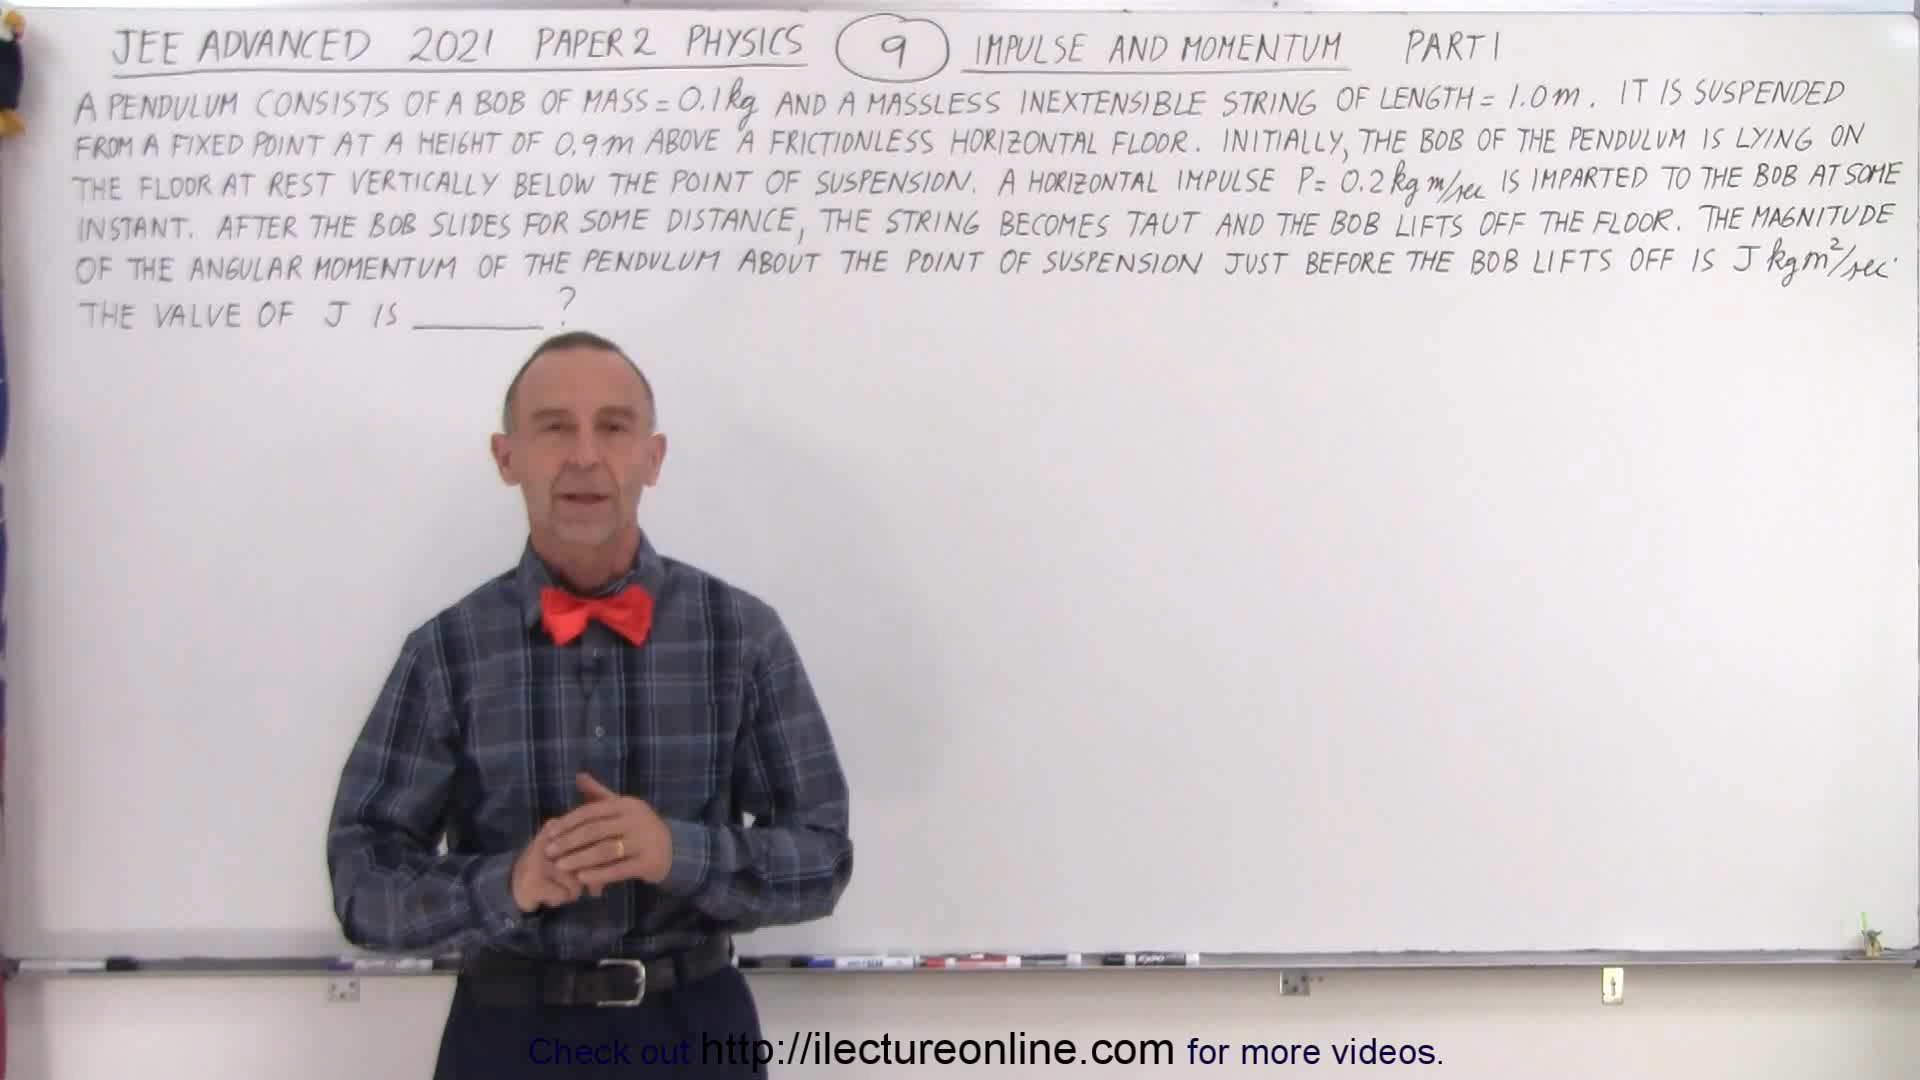 JEE ADVANCED 2021 PAPER 2 PHYSICS 9 IMPULSE AND MOMENTUM PART 1
A PENDULUM CONSISTS OF A BOB OF MASS = 0.1 kg AND A MASSLESS INEXTENSIBLE STRING OF LENGTH = 1.0 m. IT IS SUSPENDED
FROM A FIXED POINT AT A HEIGHT OF 0.9 m ABOVE A FRICTIONLESS HORIZONTAL FLOOR. INITIALLY, THE BOB OF THE PENDULUM IS LYING ON
THE FLOOR AT REST VERTICALLY BELOW THE POINT OF SUSPENSION. A HORIZONTAL IMPULSE P = 0.2 kg m/sec IS IMPARTED TO THE BOB AT SOME
INSTANT. AFTER THE BOB SLIDES FOR SOME DISTANCE, THE STRING BECOMES TAUT AND THE BOB LIFTS OFF THE FLOOR. THE MAGNITUDE
OF THE ANGULAR MOMENTUM OF THE PENDULUM ABOUT THE POINT OF SUSPENSION JUST BEFORE THE BOB LIFTS OFF IS J kg m²/sec.
THE VALUE OF J IS ______ ?
EXPO
Check out http://ilectureonline.com for more videos.